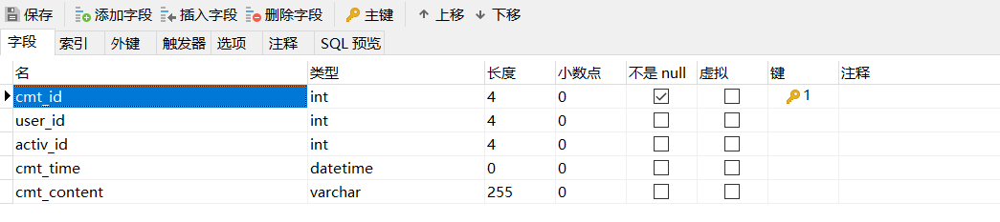 保存 添加字段 插入字段 删除字段 主键 上移 下移
字段 索引 外键 触发器 选项 注释 SQL 预览
名 类型 长度 小数点 不是 null 虚拟 键 注释
cmt_id int 4 0 1
user_id int 4 0
activ_id int 4 0
cmt_time datetime 0 0
cmt_content varchar 255 0